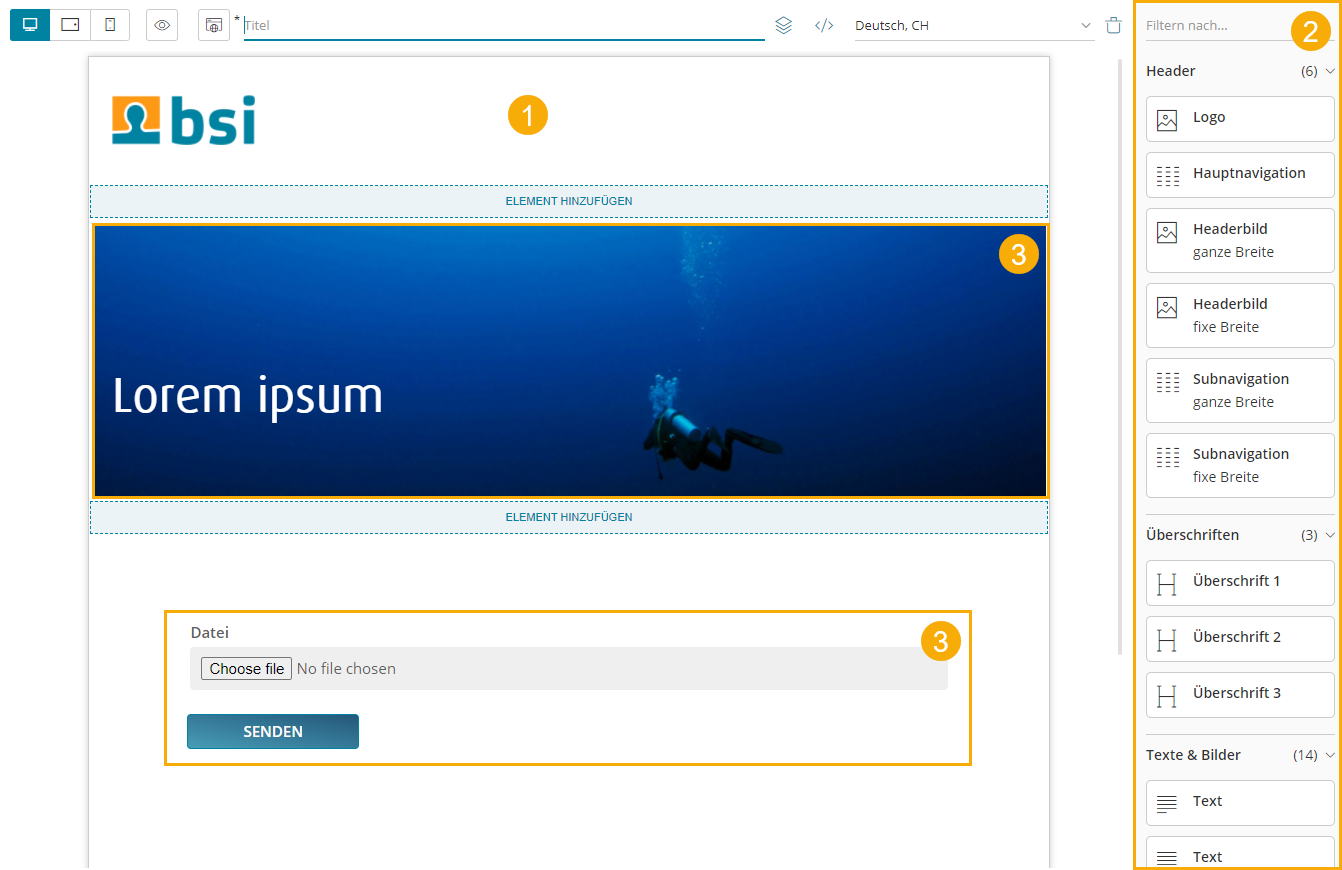 * Titel
Deutsch, CH
bsi
1
ELEMENT HINZUFÜGEN
3
Lorem ipsum
ELEMENT HINZUFÜGEN
Datei
3
Choose file No file chosen
SENDEN
Filtern nach...
2
Header (6)
Logo
Hauptnavigation
Headerbild
ganze Breite
Headerbild
fixe Breite
Subnavigation
ganze Breite
Subnavigation
fixe Breite
Überschriften (3)
Überschrift 1
Überschrift 2
Überschrift 3
Texte & Bilder (14)
Text
Text